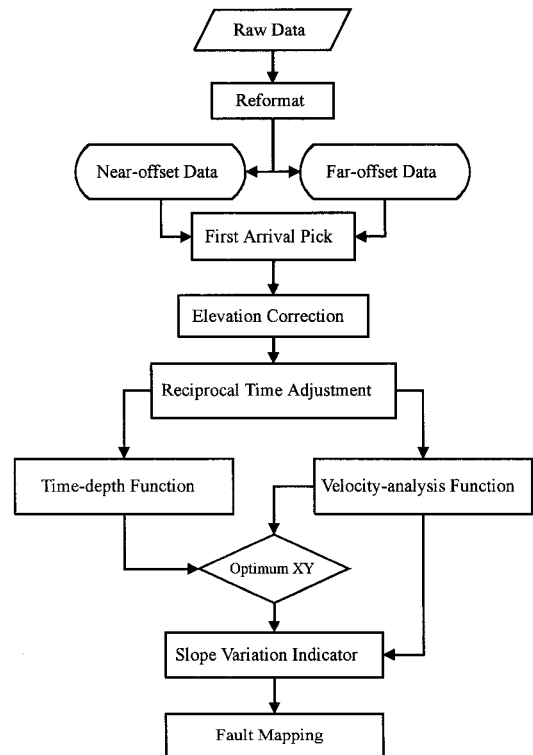 Raw Data
Reformat
Near-offset Data
Far-offset Data
First Arrival Pick
Elevation Correction
Reciprocal Time Adjustment
Time-depth Function
Velocity-analysis Function
Optimum XY
Slope Variation Indicator
Fault Mapping